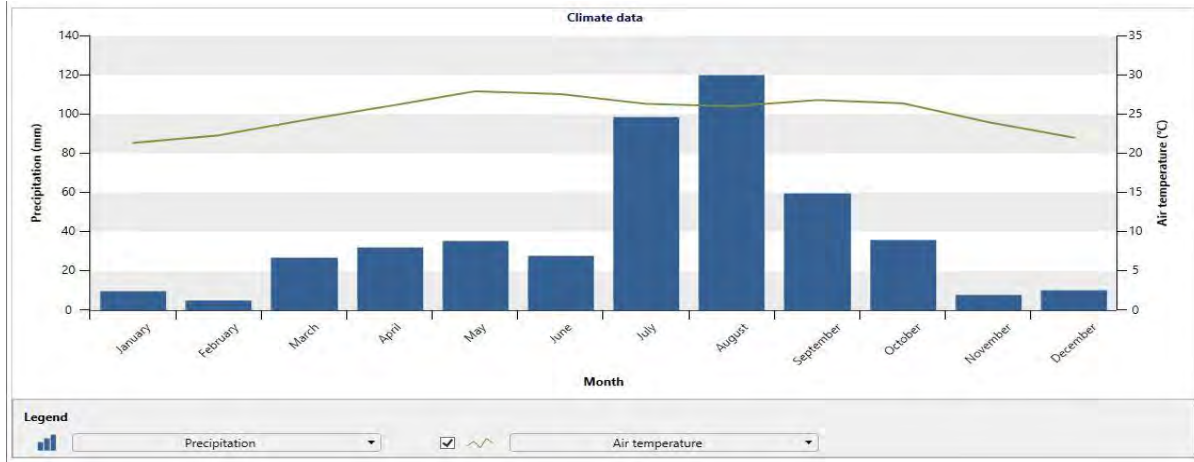 Climate data
Precipitation (mm)
140
120
100
80
60
40
20
0
35
30
25
20
15
10
5
0
Air temperature (°C)
January
February
March
April
May
June
July
August
September
October
November
December
Month
Legend
Precipitation
Air temperature